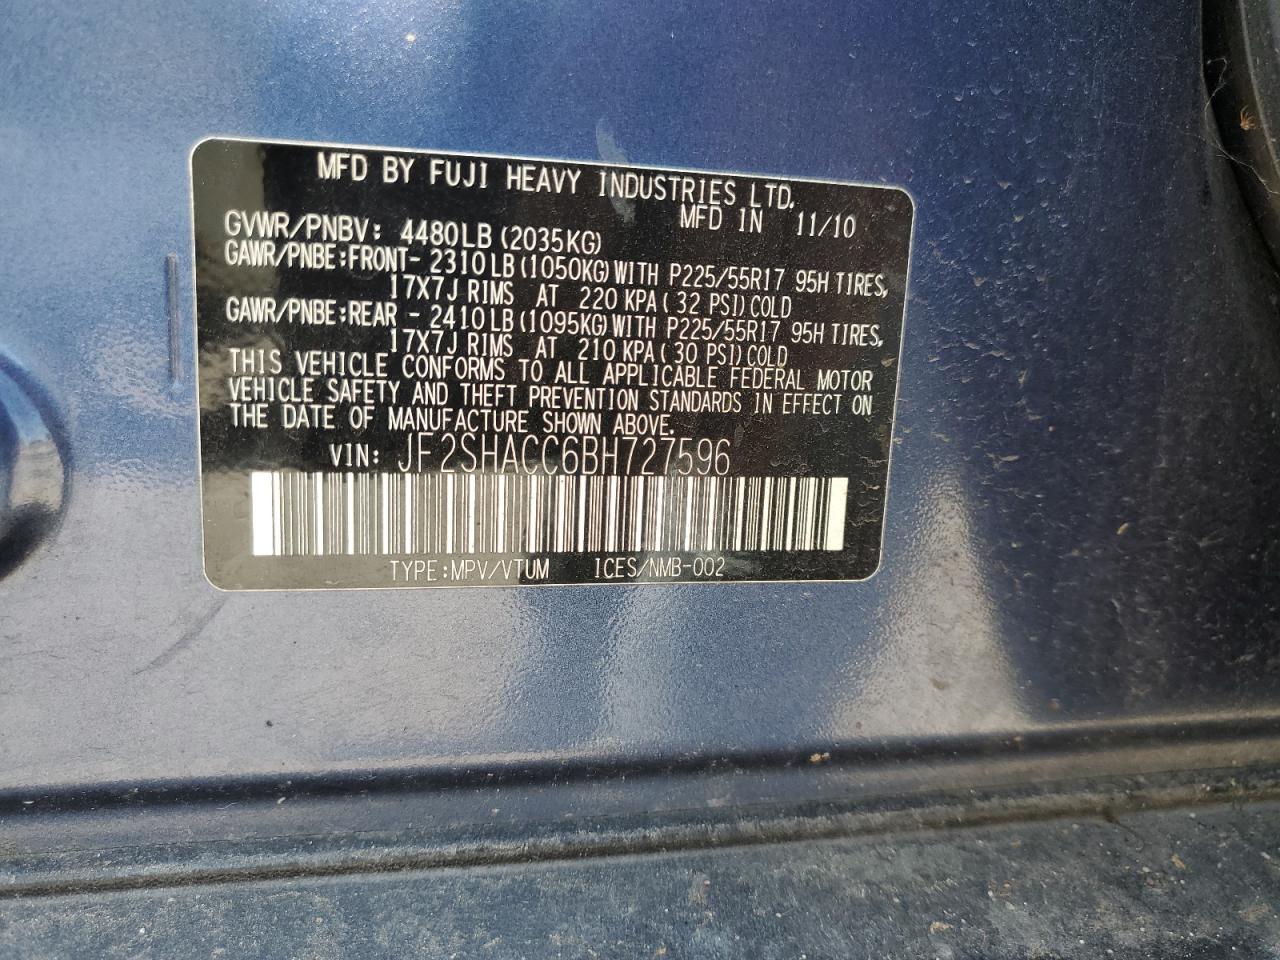 MFD BY FUJI HEAVY INDUSTRIES LTD.
MFD IN 11/10
GVWR/PNBV: 4480LB (2035KG)
GAWR/PNBE:FRONT- 2310LB (1050KG) WITH P225/55R17 95H TIRES,
17X7J RIMS AT 220 KPA (32 PSI) COLD
GAWR/PNBE:REAR - 2410LB (1095KG) WITH P225/55R17 95H TIRES,
17X7J RIMS AT 210 KPA (30 PSI) COLD
THIS VEHICLE CONFORMS TO ALL APPLICABLE FEDERAL MOTOR
VEHICLE SAFETY AND THEFT PREVENTION STANDARDS IN EFFECT ON
THE DATE OF MANUFACTURE SHOWN ABOVE.
VIN: JF2SHACC6BH727596
TYPE:MPV/VTUM ICES/NMB-002